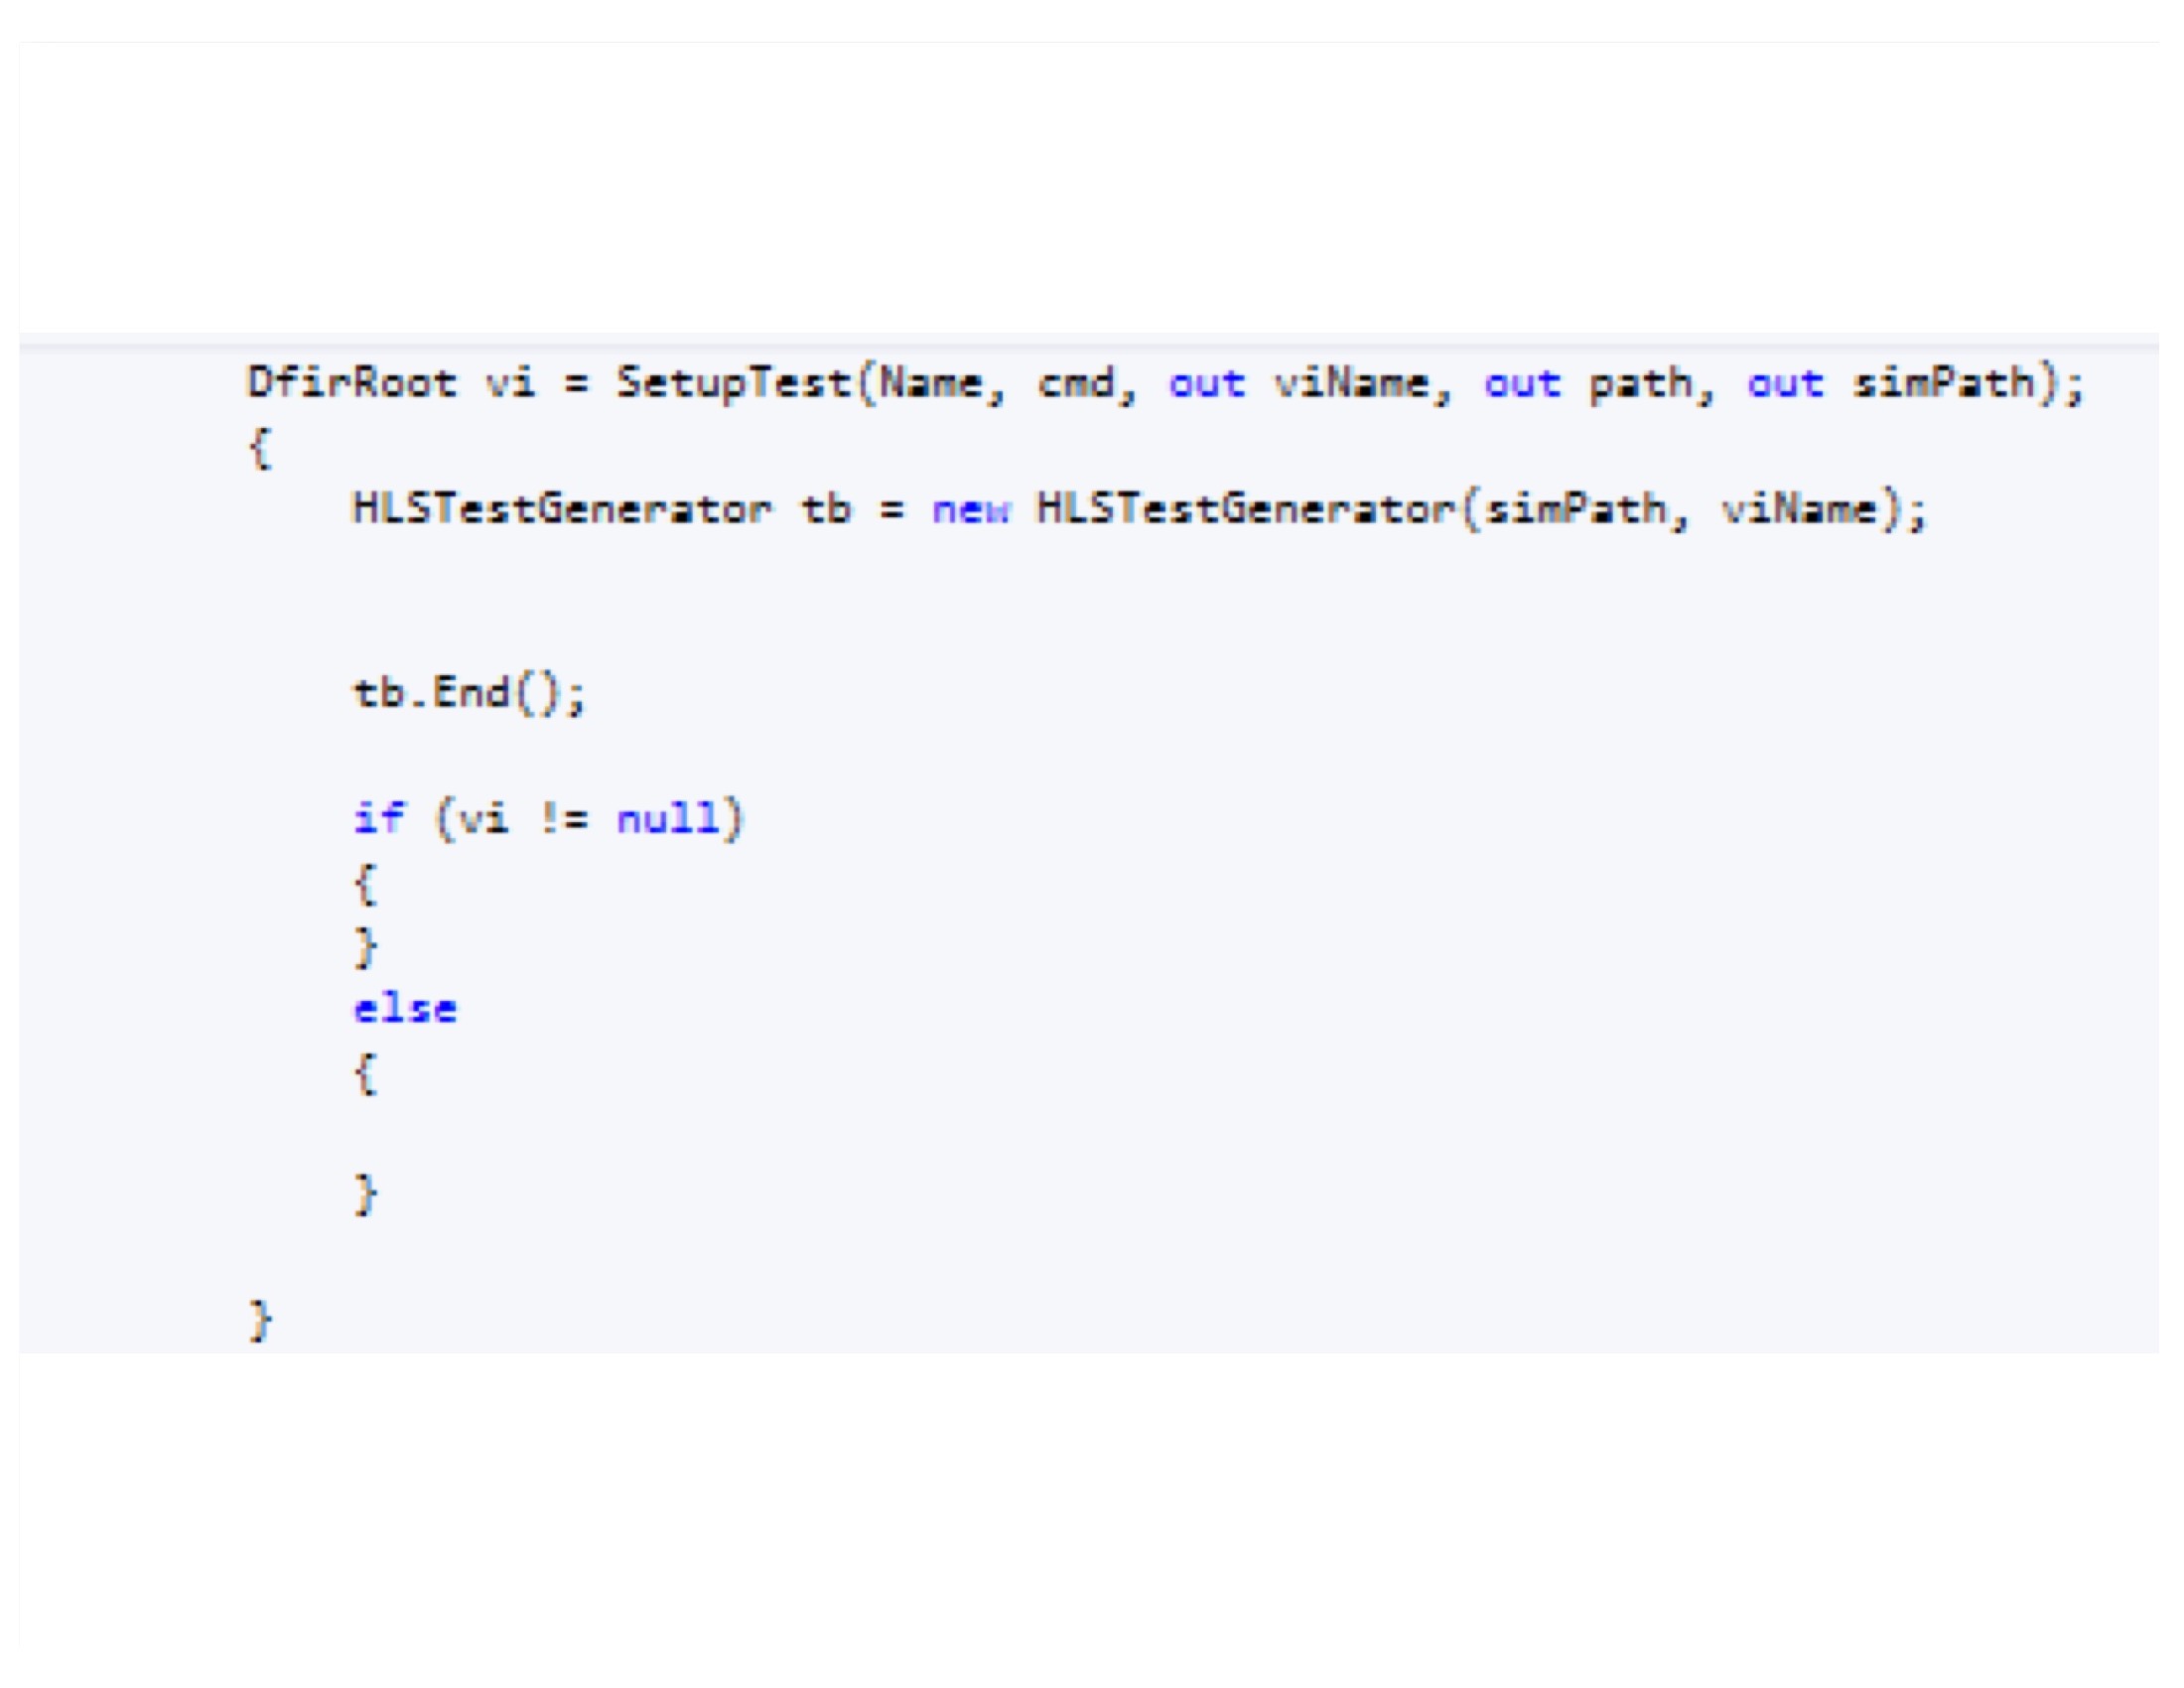 DfirRoot vi = SetupTest(Name, cmd, out viName, out path, out simPath);
{
HLSTestGenerator tb = new HLSTestGenerator(simPath, viName);
tb.End();
if (vi != null)
{
}
else
{
}
}